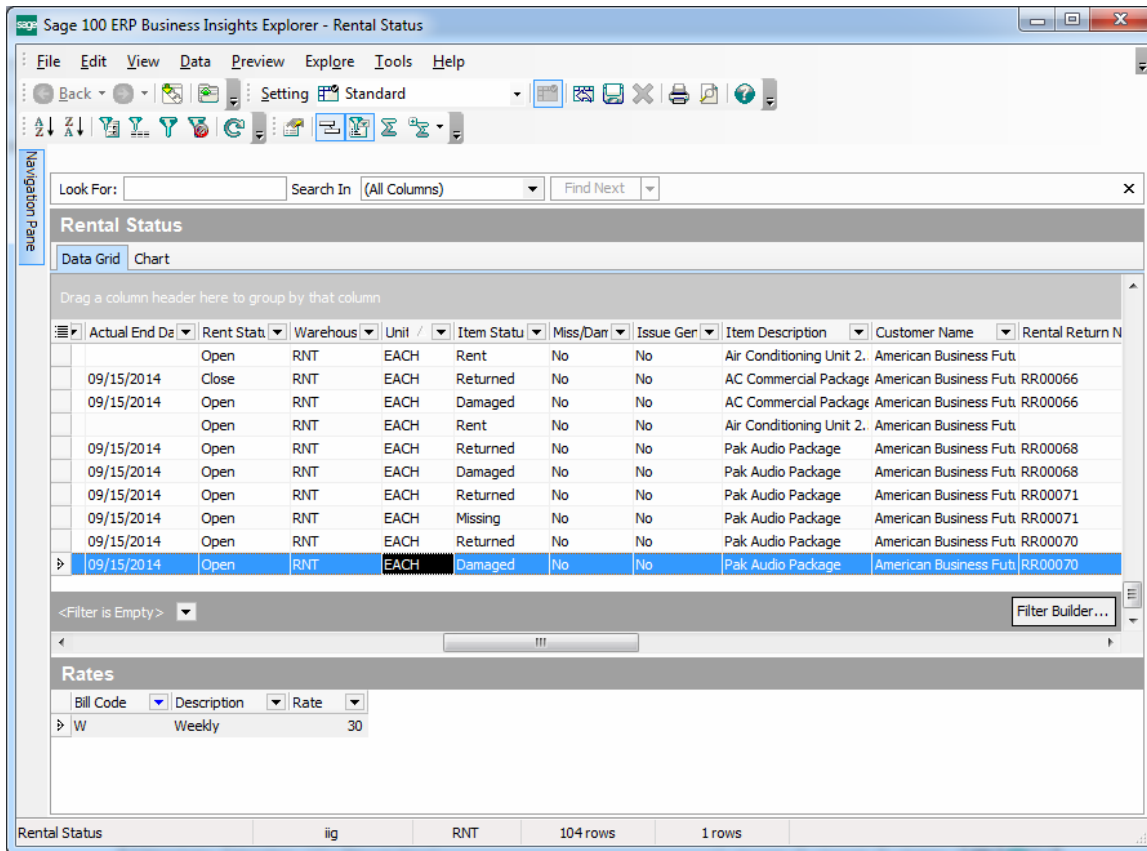 sage Sage 100 ERP Business Insights Explorer - Rental Status
File Edit View Data Preview Explore Tools Help
Back Setting Standard
Navigation Pane
Look For: Search In (All Columns) Find Next
Rental Status
Data Grid Chart
Drag a column header here to group by that column
Actual End Da Rent Statu Warehous Unit Item Statu Miss/Dam Issue Ger Item Description Customer Name Rental Return N
Open RNT EACH Rent No No Air Conditioning Unit 2.. American Business Futu
09/15/2014 Close RNT EACH Returned No No AC Commercial Package American Business Futu RR00066
09/15/2014 Open RNT EACH Damaged No No AC Commercial Package American Business Futu RR00066
Open RNT EACH Rent No No Air Conditioning Unit 2.. American Business Futu
09/15/2014 Open RNT EACH Returned No No Pak Audio Package American Business Futu RR00068
09/15/2014 Open RNT EACH Damaged No No Pak Audio Package American Business Futu RR00068
09/15/2014 Open RNT EACH Returned No No Pak Audio Package American Business Futu RR00071
09/15/2014 Open RNT EACH Missing No No Pak Audio Package American Business Futu RR00071
09/15/2014 Open RNT EACH Returned No No Pak Audio Package American Business Futu RR00070
09/15/2014 Open RNT EACH Damaged No No Pak Audio Package American Business Futu RR00070
<Filter is Empty> Filter Builder...
Rates
Bill Code Description Rate
W Weekly 30
Rental Status iig RNT 104 rows 1 rows